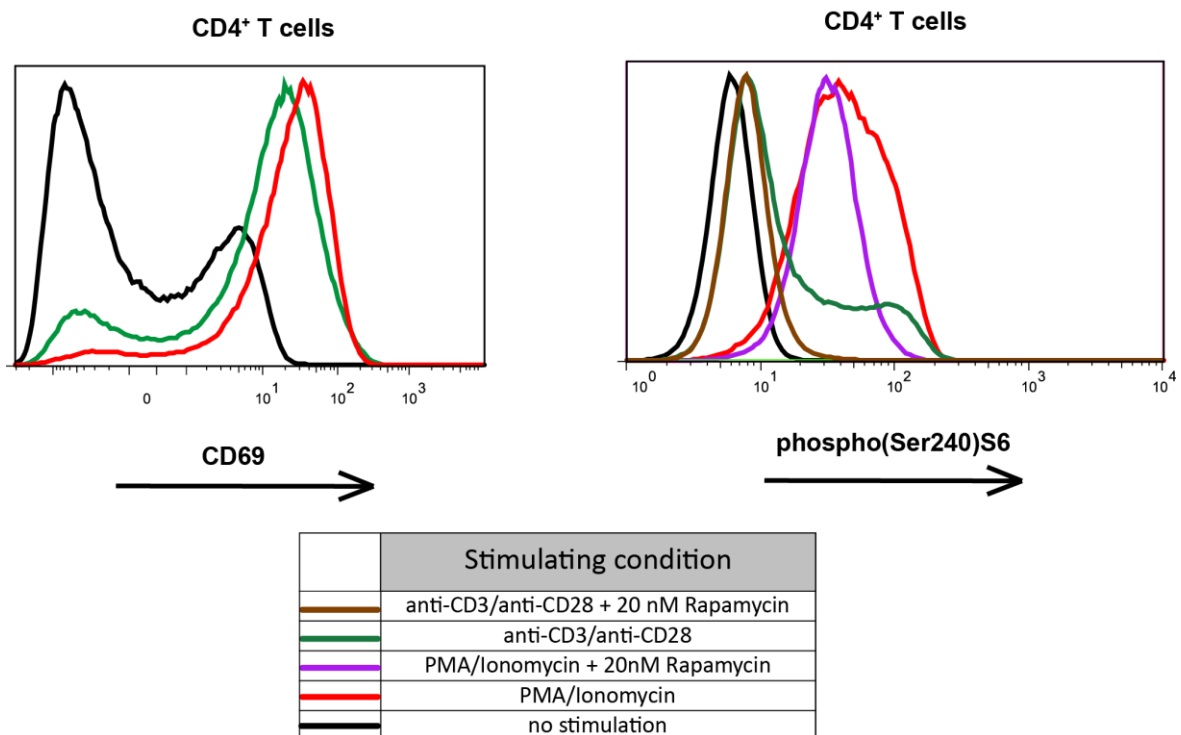 CD4⁺ T cells
CD4⁺ T cells
0 10¹ 10² 10³
10⁰ 10¹ 10² 10³ 10⁴
CD69
phospho(Ser240)S6
Stimulating condition
anti-CD3/anti-CD28 + 20 nM Rapamycin
anti-CD3/anti-CD28
PMA/Ionomycin + 20nM Rapamycin
PMA/Ionomycin
no stimulation